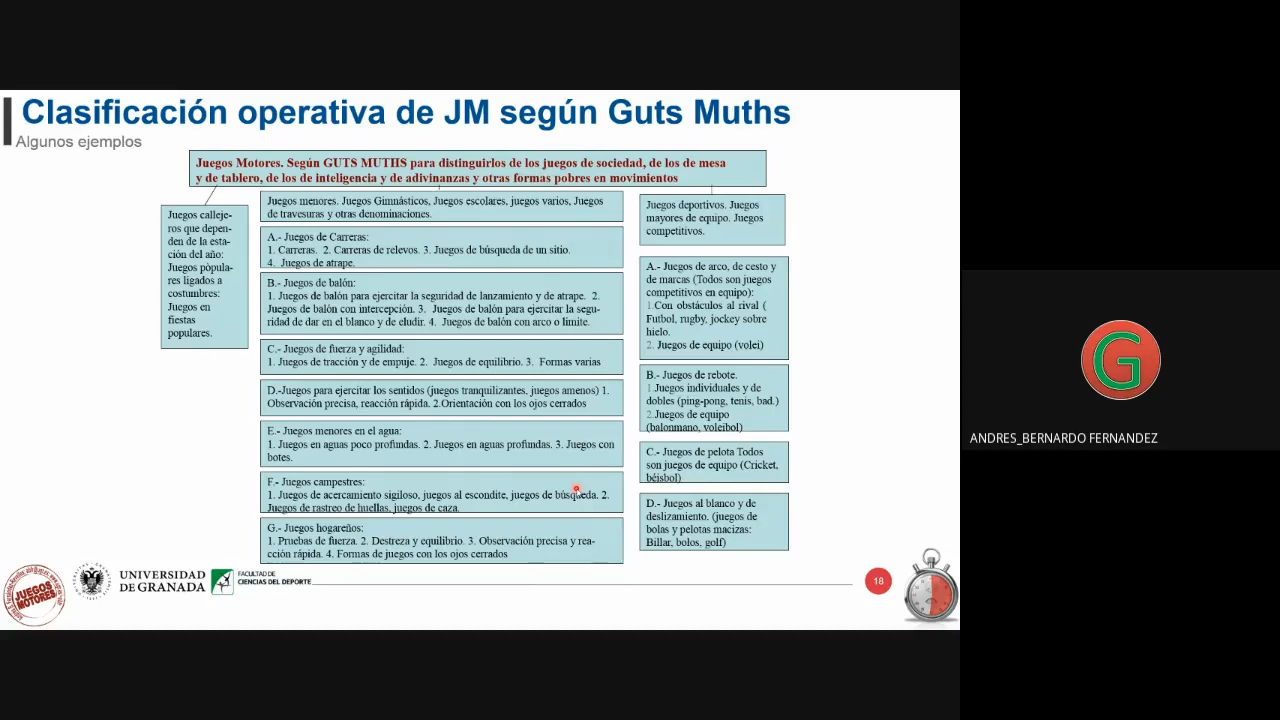 Clasificación operativa de JM según Guts Muths
Algunos ejemplos
Juegos Motores. Según GUTS MUTHS para distinguirlos de los juegos de sociedad, de los de mesa
y de tablero, de los de inteligencia y de adivinanzas y otras formas pobres en movimientos
Juegos calleje-
ros que depen-
den de la esta-
ción del año:
Juegos pòpula-
res ligados a
costumbres:
Juegos en
fiestas
populares.
Juegos menores. Juegos Gimnásticos, Juegos escolares, juegos varios, Juegos
de travesuras y otras denominaciones.
A.- Juegos de Carreras:
1. Carreras. 2. Carreras de relevos. 3. Juegos de búsqueda de un sitio.
4. Juegos de atrape.
B.- Juegos de balón:
1. Juegos de balón para ejercitar la seguridad de lanzamiento y de atrape. 2.
Juegos de balón con intercepción. 3. Juegos de balón para ejercitar la segu-
ridad de dar en el blanco y de eludir. 4. Juegos de balón con arco o límite.
C.- Juegos de fuerza y agilidad:
1. Juegos de tracción y de empuje. 2. Juegos de equilibrio. 3. Formas varias
D.-Juegos para ejercitar los sentidos (juegos tranquilizantes, juegos amenos) 1.
Observación precisa, reacción rápida. 2.Orientación con los ojos cerrados
E.- Juegos menores en el agua:
1. Juegos en aguas poco profundas. 2. Juegos en aguas profundas. 3. Juegos con
botes.
F.- Juegos campestres:
1. Juegos de acercamiento sigiloso, juegos al escondite, juegos de búsqueda. 2.
Juegos de rastreo de huellas, juegos de caza.
G.- Juegos hogareños:
1. Pruebas de fuerza. 2. Destreza y equilibrio. 3. Observación precisa y rea-
cción rápida. 4. Formas de juegos con los ojos cerrados
Juegos deportivos. Juegos
mayores de equipo. Juegos
competitivos.
A.- Juegos de arco, de cesto y
de marcas (Todos son juegos
competitivos en equipo):
1.Con obstáculos al rival (
Futbol, rugby, jockey sobre
hielo.
2. Juegos de equipo (volei)
B.- Juegos de rebote.
1.Juegos individuales y de
dobles (ping-pong, tenis, bad.)
2.Juegos de equipo
(balonmano, voleibol)
C.- Juegos de pelota Todos
son juegos de equipo (Cricket,
béisbol)
D.- Juegos al blanco y de
deslizamiento. (juegos de
bolas y pelotas macizas:
Billar, bolos, golf)
JUEGOS
MOTORES
UNIVERSIDAD
DE GRANADA
FACULTAD DE
CIENCIAS DEL DEPORTE
18
G
ANDRES_BERNARDO FERNANDEZ